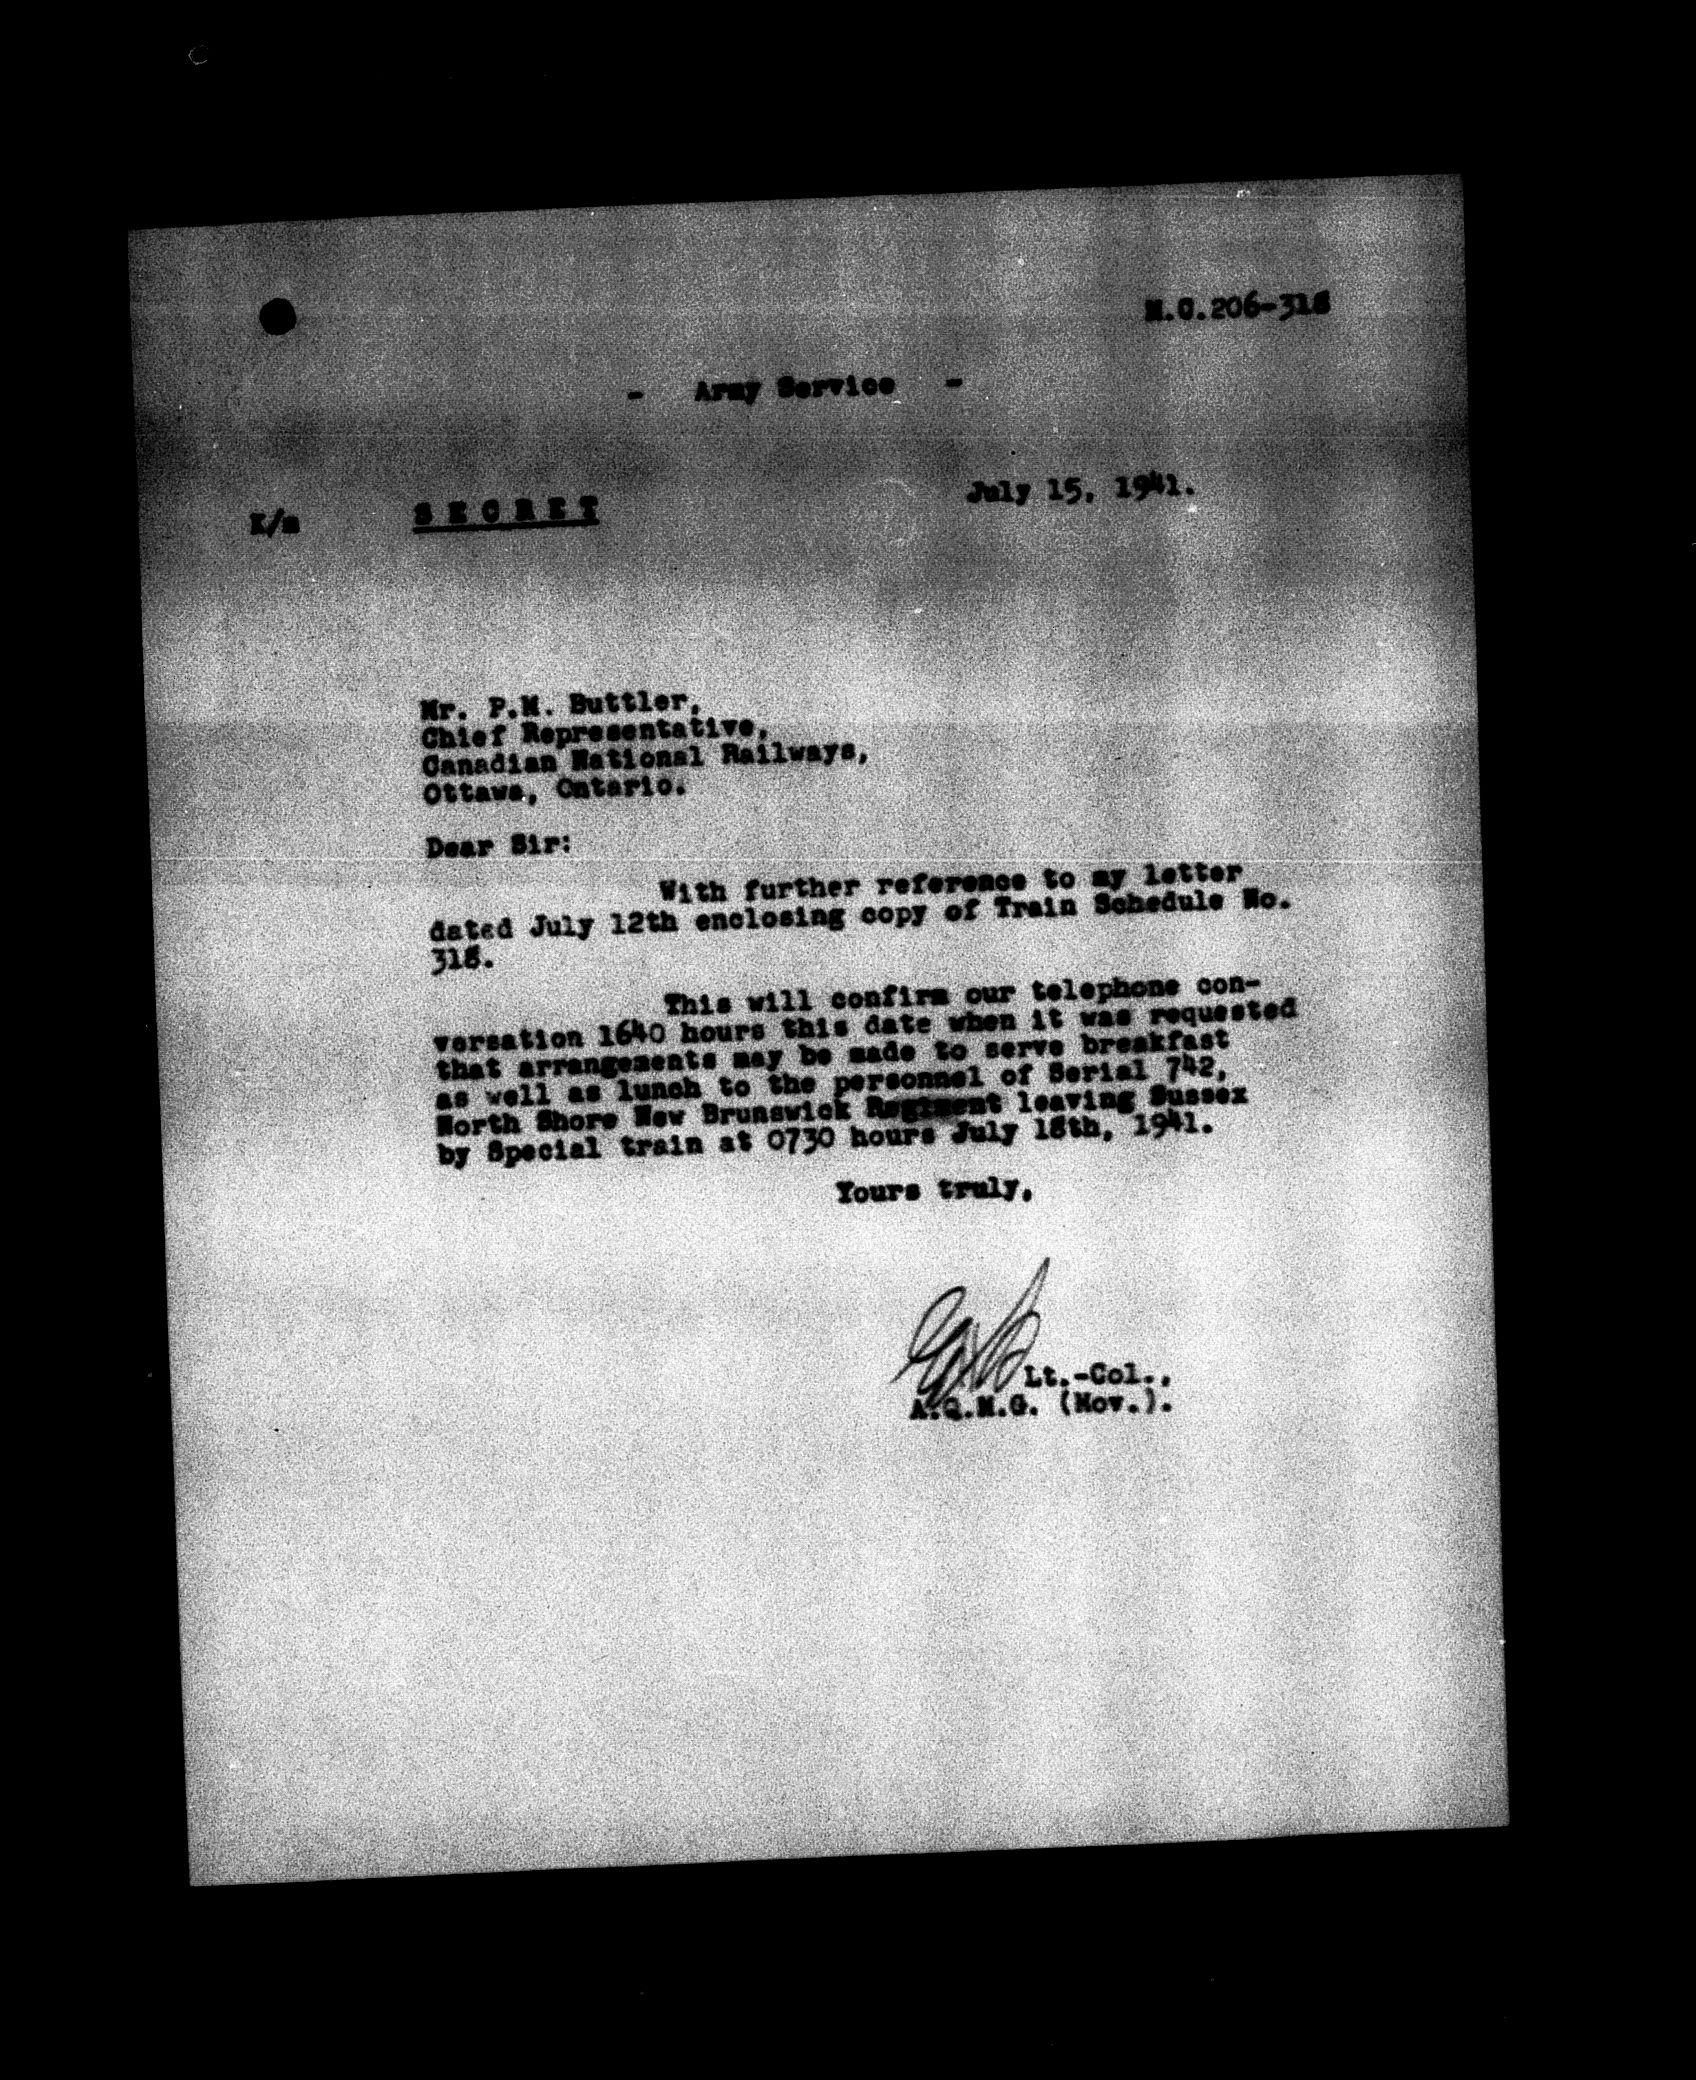 M.C.206-318
- Army Service -
July 15, 1941.
K/m S E C R E T
Mr. P.M. Buttler,
Chief Representative,
Canadian National Railways,
Ottawa, Ontario.
Dear Sir:
With further reference to my letter
dated July 12th enclosing copy of Train Schedule No.
318.
This will confirm our telephone con-
versation 1640 hours this date when it was requested
that arrangements may be made to serve breakfast
as well as lunch to the personnel of Serial 742,
North Shore New Brunswick Regiment leaving Sussex
by Special train at 0730 hours July 18th, 1941.
Yours truly,
Lt.-Col.,
A.Q.M.G. (Mov.).